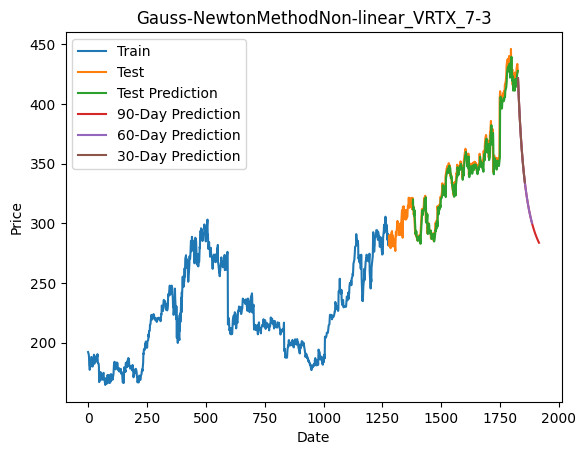 Gauss-NewtonMethodNon-linear_VRTX_7-3
Train
Test
Test Prediction
90-Day Prediction
60-Day Prediction
30-Day Prediction
Price
450
400
350
300
250
200
0 250 500 750 1000 1250 1500 1750 2000
Date